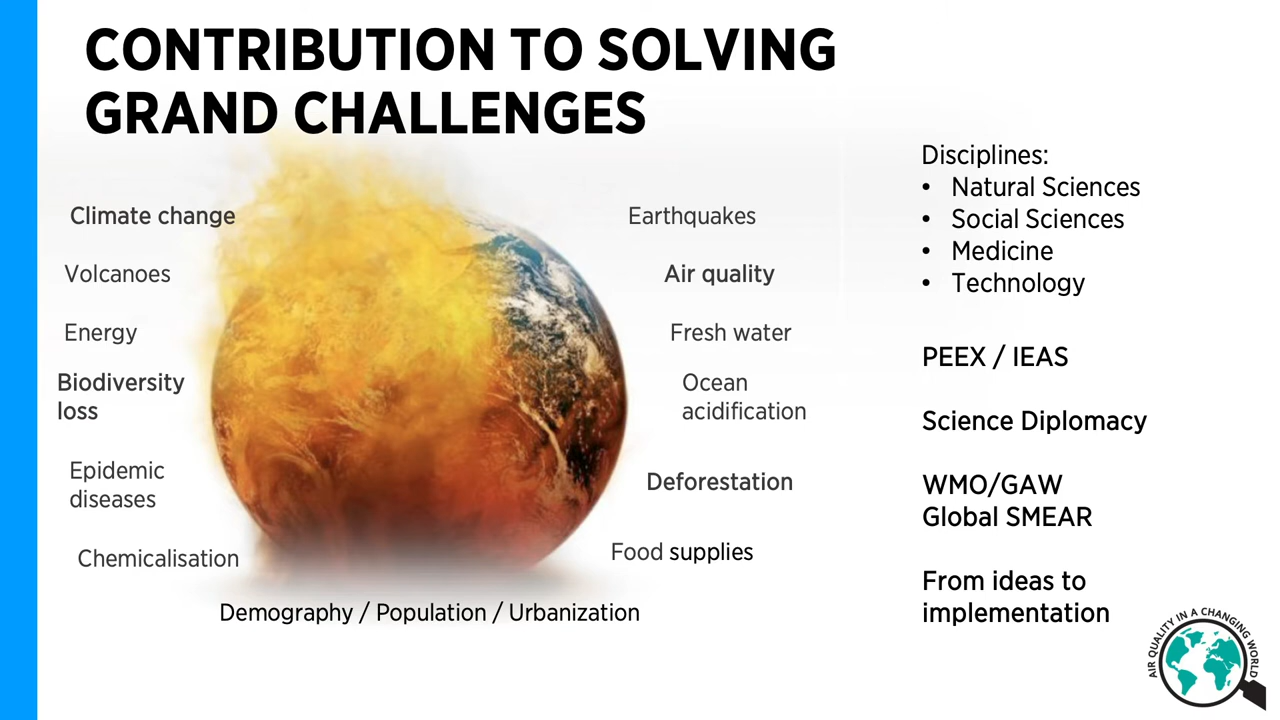 CONTRIBUTION TO SOLVING
GRAND CHALLENGES
Climate change
Volcanoes
Energy
Biodiversity
loss
Epidemic
diseases
Chemicalisation
Earthquakes
Air quality
Fresh water
Ocean
acidification
Deforestation
Food supplies
Demography / Population / Urbanization
Disciplines:
• Natural Sciences
• Social Sciences
• Medicine
• Technology
PEEX / IEAS
Science Diplomacy
WMO/GAW
Global SMEAR
From ideas to
implementation
AIR QUALITY IN A CHANGING WORLD